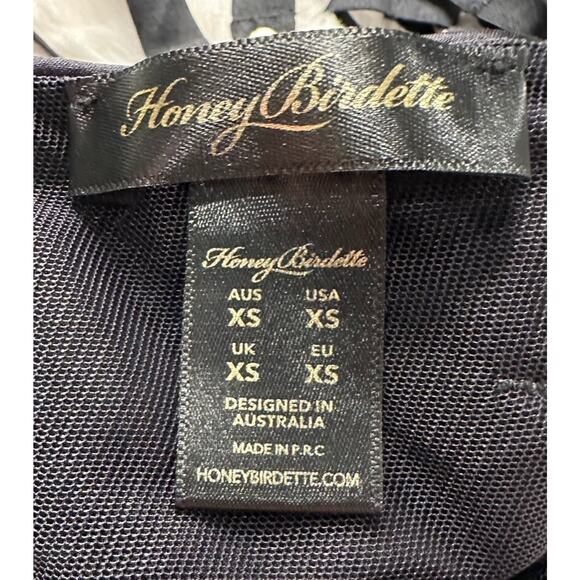 Honey Birdette
Honey Birdette
AUS USA
XS XS
UK EU
XS XS
DESIGNED IN
AUSTRALIA
MADE IN P.R.C
HONEYBIRDETTE.COM